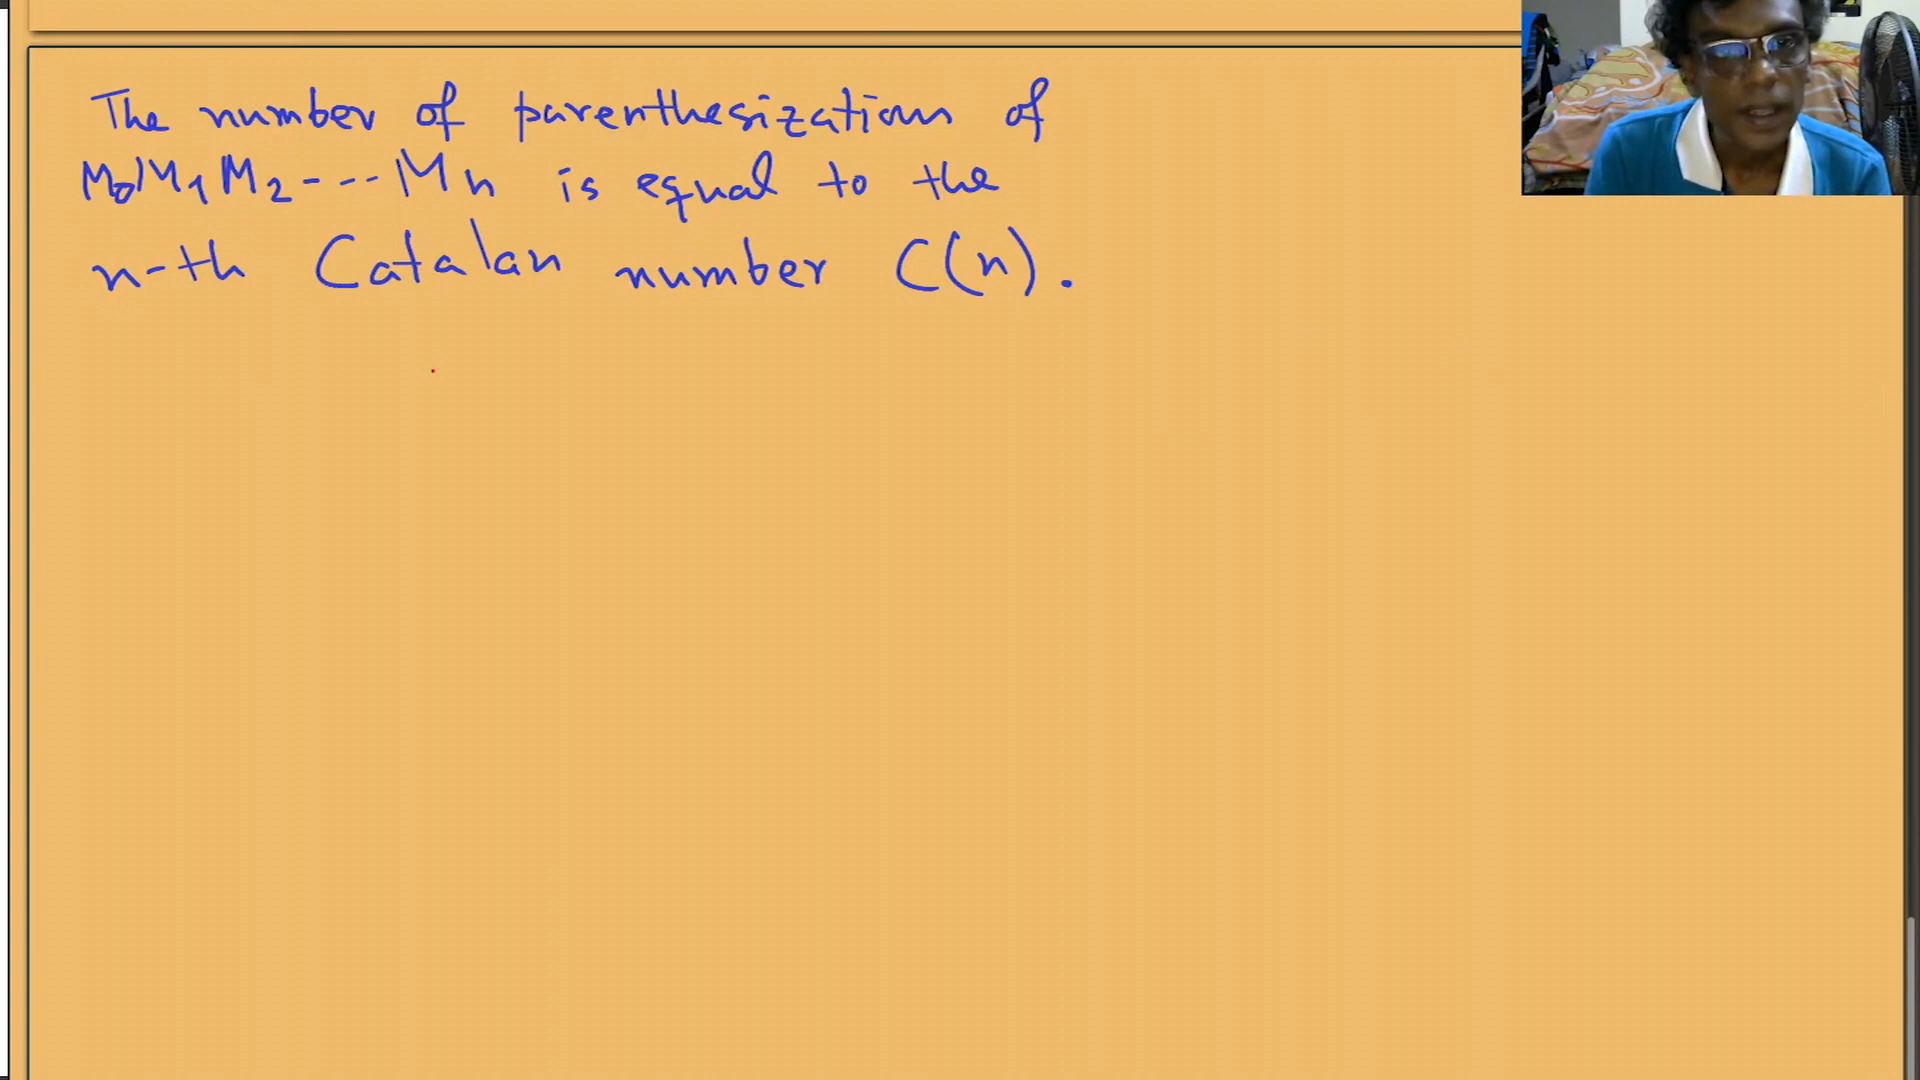 The number of parenthesizations of
M₀M₁M₂---Mn is equal to the
n-th Catalan number C(n).